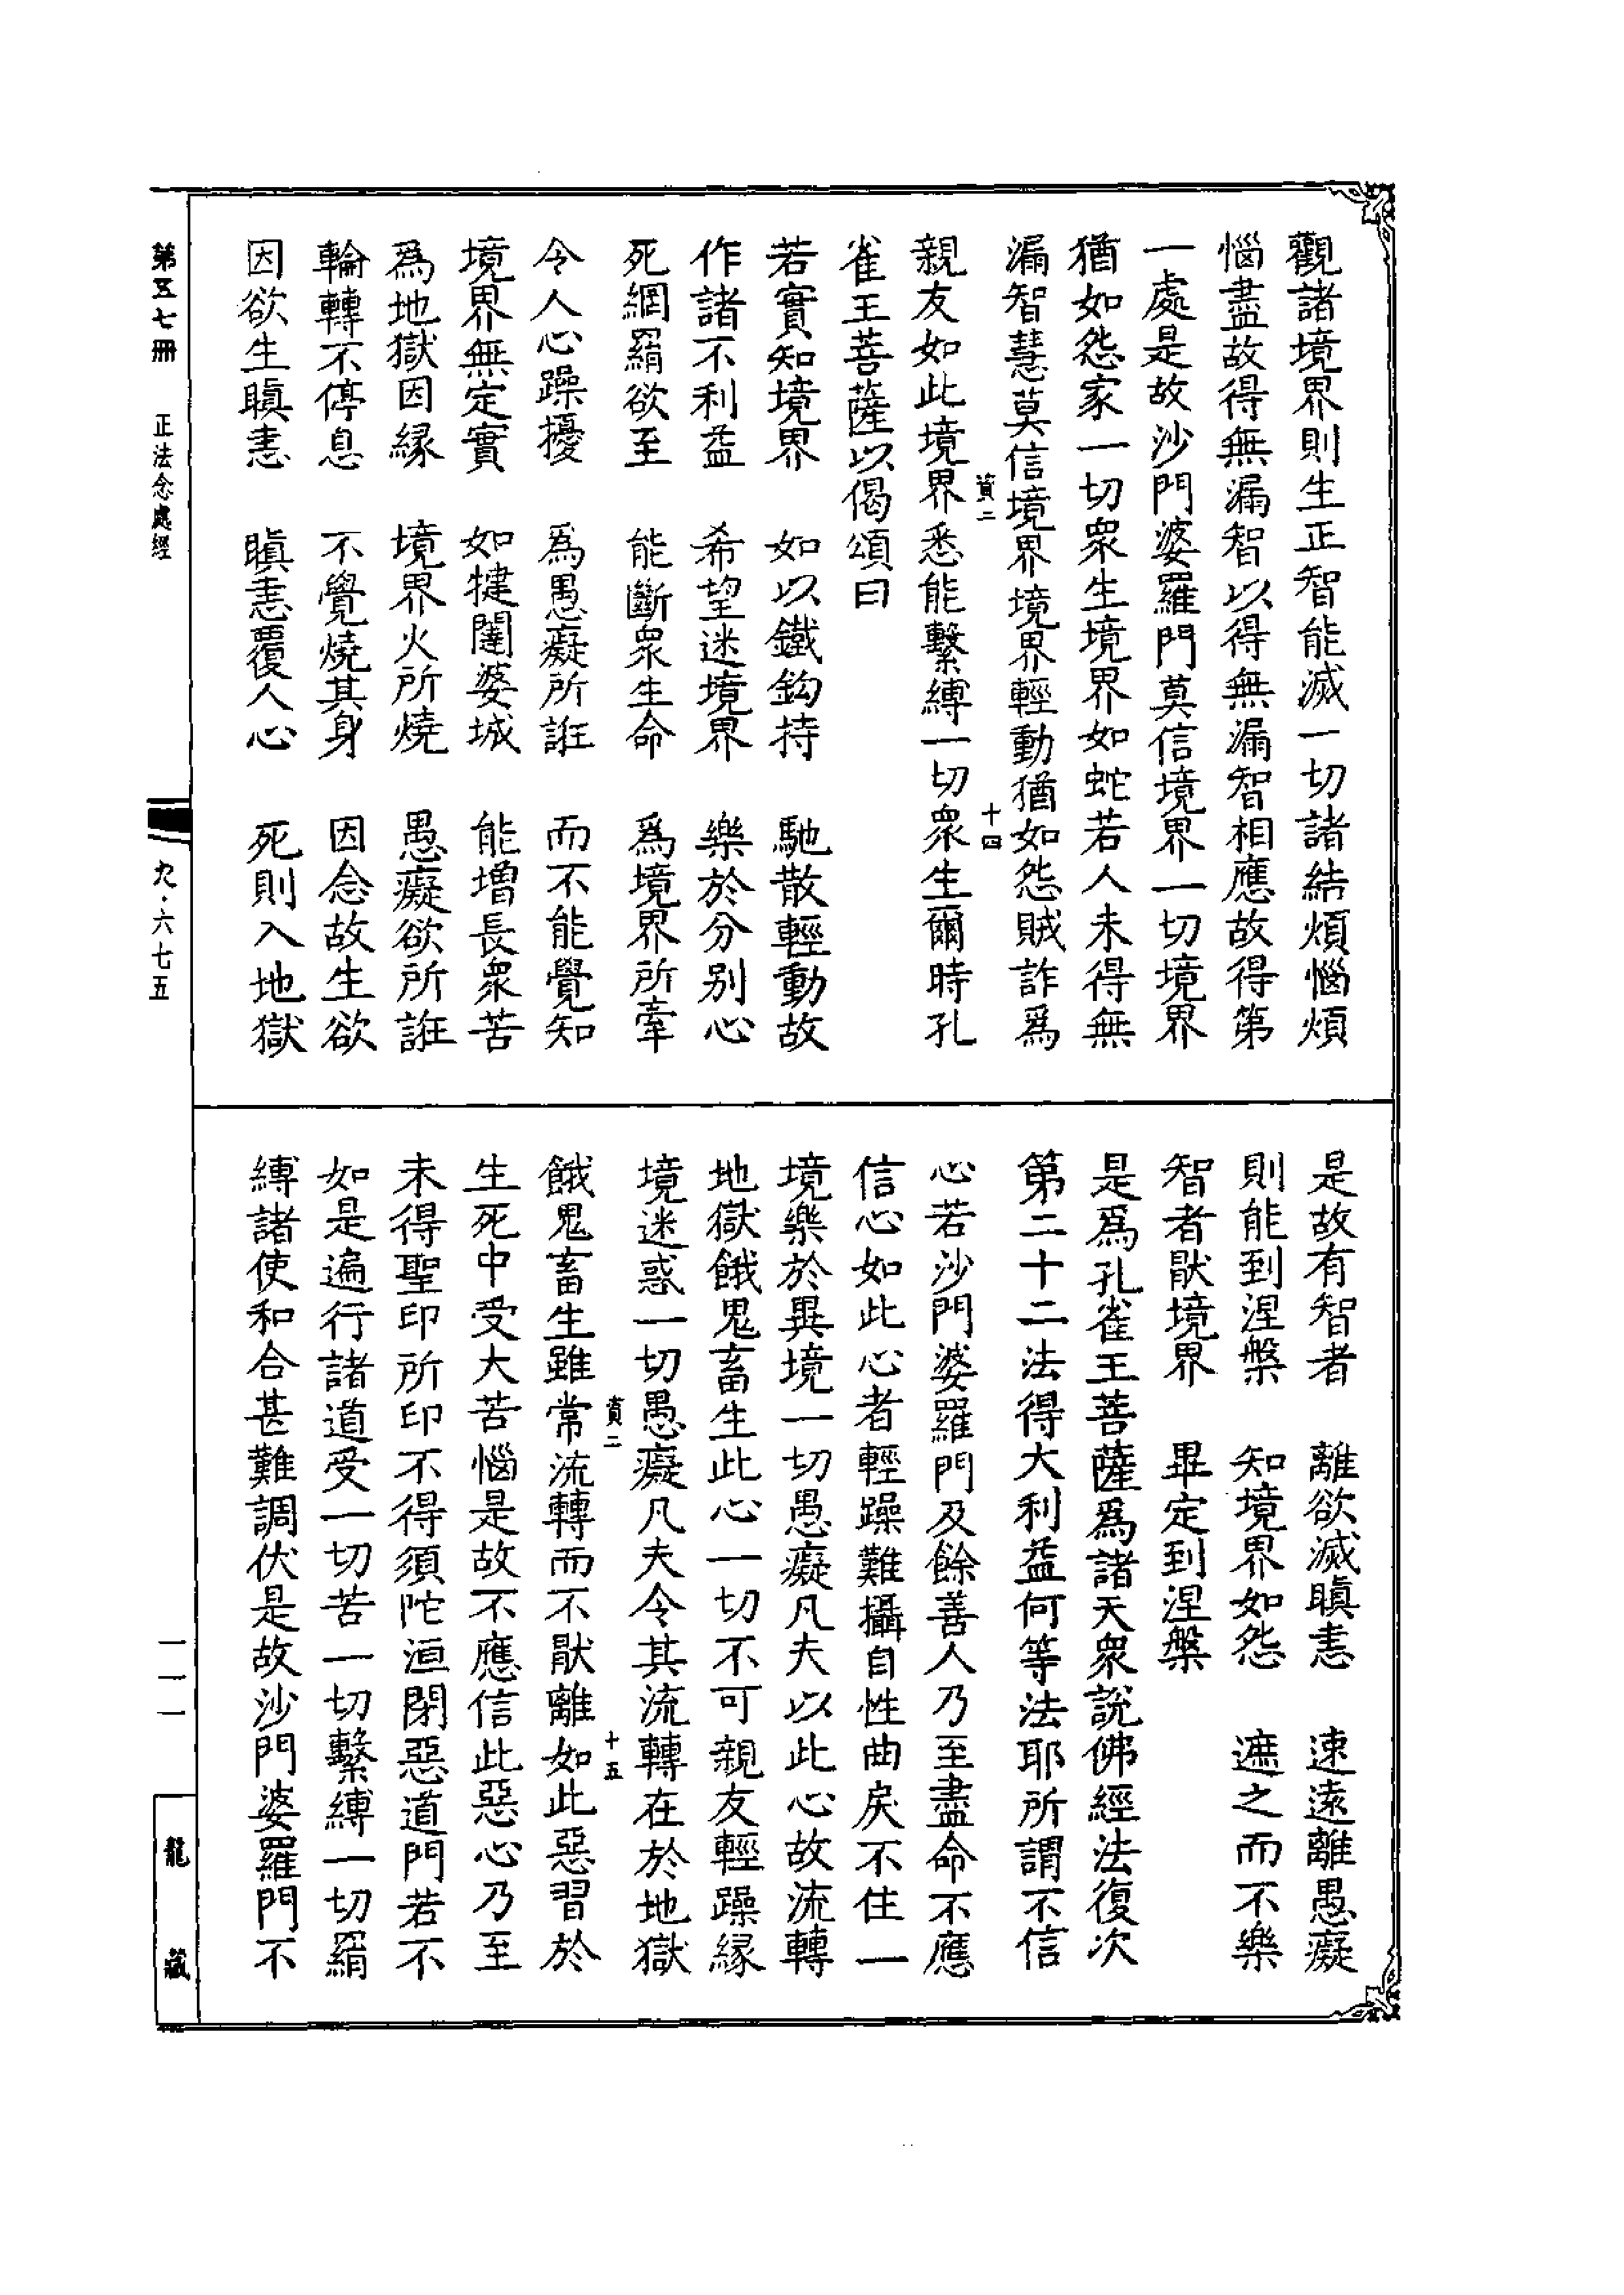 觀諸境界則生正智能滅一切諸結煩惱煩
惱盡故得無漏智以得無漏智相應故得第
一處是故沙門婆羅門莫信境界一切境界
猶如怨家一切眾生境界如蛇若人未得無
漏智慧莫信境界境界輕動猶如怨賊詐爲
資二 十四
親友如此境界悉能繫縛一切眾生爾時孔
雀王菩薩以偈頌曰
若實知境界 如以鐵鈎持 馳散輕動故
作諸不利益 希望迷境界 樂於分別心
死網羂欲至 能斷眾生命 爲境界所牽
令人心躁擾 爲愚癡所誑 而不能覺知
境界無定實 如犍闥婆城 能增長眾苦
爲地獄因緣 境界火所燒 愚癡欲所誑
輪轉不停息 不覺燒其身 因念故生欲
因欲生瞋恚 瞋恚覆人心 死則入地獄
是故有智者 離欲滅瞋恚 速遠離愚癡
則能到涅槃 知境界如怨 遮之而不樂
智者猒境界 畢定到涅槃
是爲孔雀王菩薩爲諸天眾說佛經法復次
第二十二法得大利益何等法耶所謂不信
心若沙門婆羅門及餘善人乃至盡命不應
信心如此心者輕躁難攝自性曲戾不住一
境樂於異境一切愚癡凡夫以此心故流轉
地獄餓鬼畜生此心一切不可親友輕躁緣
境迷惑一切愚癡凡夫令其流轉在於地獄
資二 十五
餓鬼畜生雖常流轉而不猒離如此惡習於
生死中受大苦惱是故不應信此惡心乃至
未得聖印所印不得須陀洹閉惡道門若不
如是遍行諸道受一切苦一切繫縛一切羂
縛諸使和合甚難調伏是故沙門婆羅門不
第五七冊 正法念處經 九·六七五
一一一 龍藏